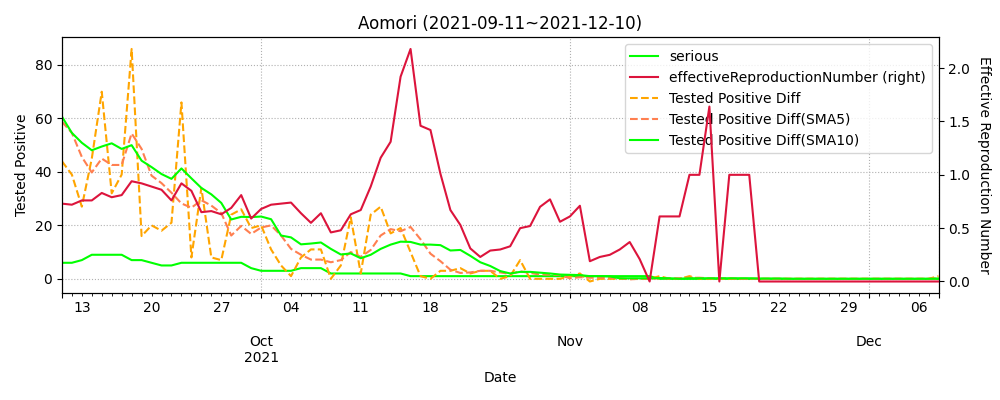 Aomori (2021-09-11~2021-12-10)
Tested Positive
80
60
40
20
0
serious
effectiveReproductionNumber (right)
Tested Positive Diff
Tested Positive Diff(SMA5)
Tested Positive Diff(SMA10)
2.0
1.5
1.0
0.5
0.0
Effective Reproduction Number
13 20 27 04 11 18 25 08 15 22 29 06
Oct Nov Dec
2021
Date